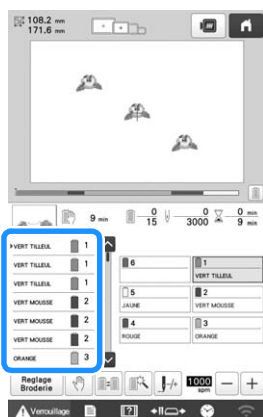 108.2 mm
171.6 mm
9 min
0
15
0
3000
0 min
9 min
VERT TILLEUL 1
VERT TILLEUL 1
VERT TILLEUL 1
VERT MOUSSE 2
VERT MOUSSE 2
VERT MOUSSE 2
ORANGE 3
6
1
VERT TILLEUL
5
JAUNE
2
VERT MOUSSE
4
ROUGE
3
ORANGE
Reglage
Broderie
1000
spm
Verrouillage